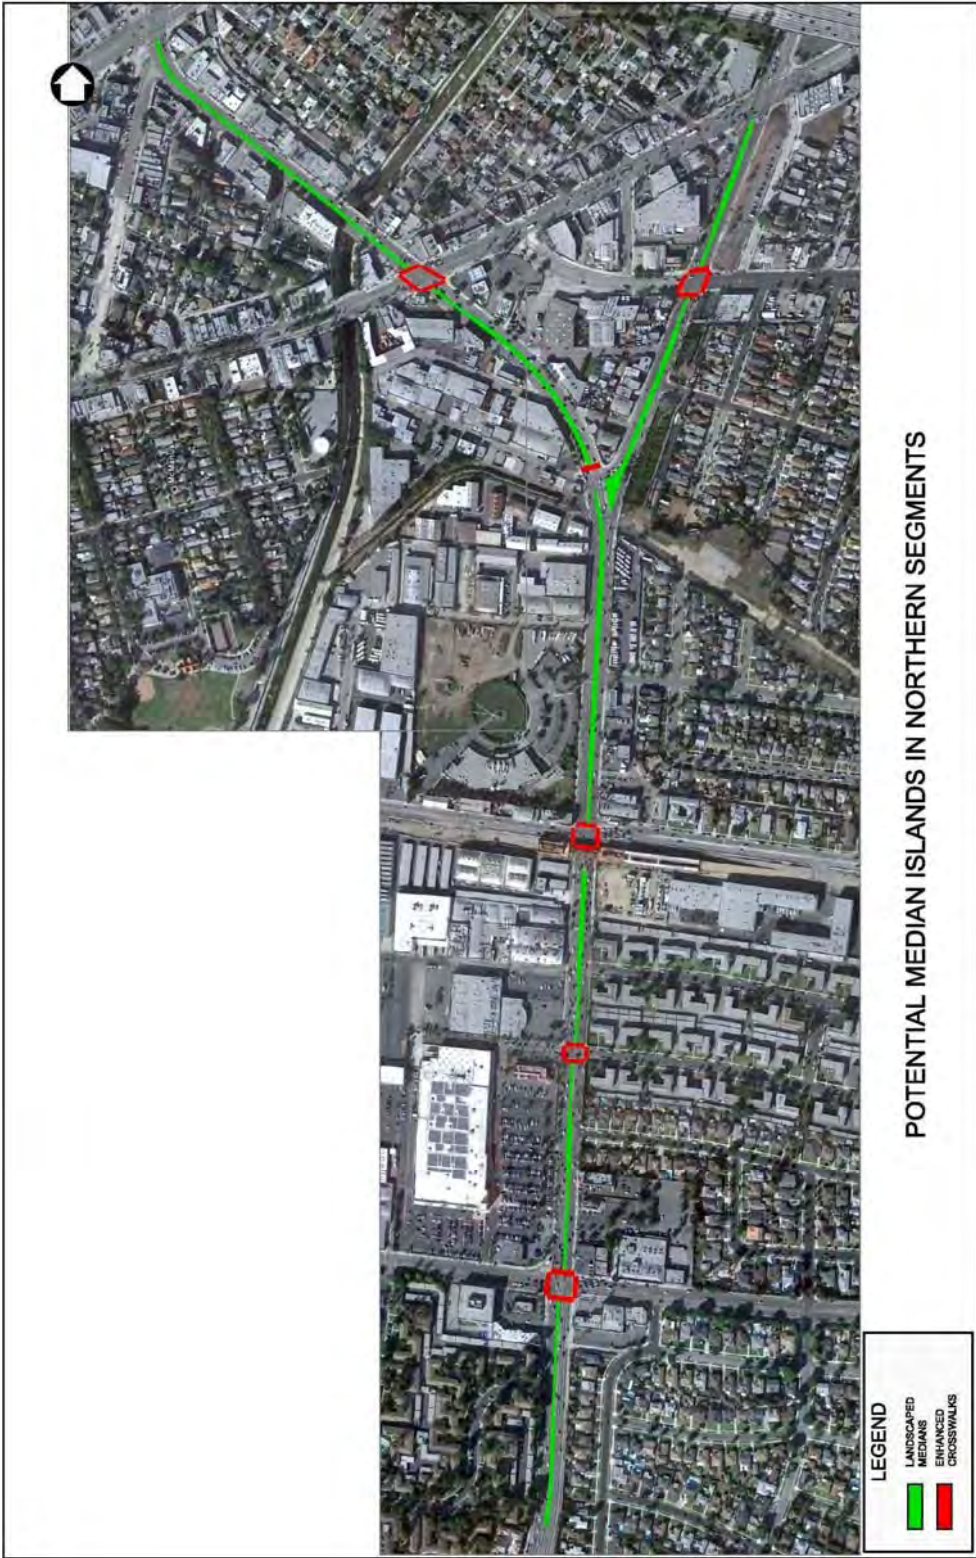 POTENTIAL MEDIAN ISLANDS IN NORTHERN SEGMENTS
LEGEND
LANDSCAPED
MEDIANS
ENHANCED
CROSSWALKS